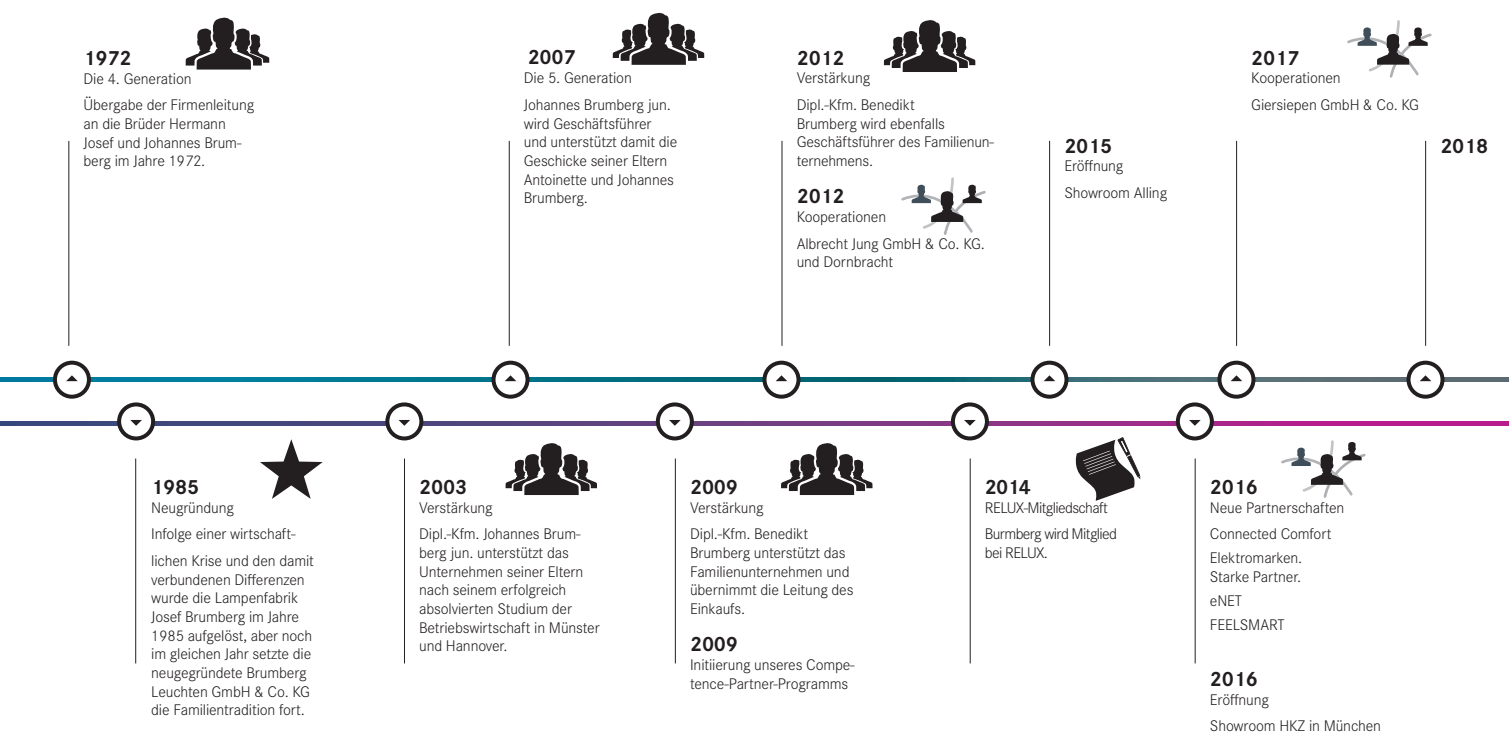 1972
Die 4. Generation
Übergabe der Firmenleitung
an die Brüder Hermann
Josef und Johannes Brum-
berg im Jahre 1972.
2007
Die 5. Generation
Johannes Brumberg jun.
wird Geschäftsführer
und unterstützt damit die
Geschicke seiner Eltern
Antoinette und Johannes
Brumberg.
2012
Verstärkung
Dipl.-Kfm. Benedikt
Brumberg wird ebenfalls
Geschäftsführer des Familienun-
ternehmens.
2012
Kooperationen
Albrecht Jung GmbH & Co. KG.
und Dornbracht
2015
Eröffnung
Showroom Alling
2017
Kooperationen
Giersiepen GmbH & Co. KG
2018
1985
Neugründung
Infolge einer wirtschaft-
lichen Krise und den damit
verbundenen Differenzen
wurde die Lampenfabrik
Josef Brumberg im Jahre
1985 aufgelöst, aber noch
im gleichen Jahr setzte die
neugegründete Brumberg
Leuchten GmbH & Co. KG
die Familientradition fort.
2003
Verstärkung
Dipl.-Kfm. Johannes Brum-
berg jun. unterstützt das
Unternehmen seiner Eltern
nach seinem erfolgreich
absolvierten Studium der
Betriebswirtschaft in Münster
und Hannover.
2009
Verstärkung
Dipl.-Kfm. Benedikt
Brumberg unterstützt das
Familienunternehmen und
übernimmt die Leitung des
Einkaufs.
2009
Initiierung unseres Compe-
tence-Partner-Programms
2014
RELUX-Mitgliedschaft
Burmberg wird Mitglied
bei RELUX.
2016
Neue Partnerschaften
Connected Comfort
Elektromarken.
Starke Partner.
eNET
FEELSMART
2016
Eröffnung
Showroom HKZ in München